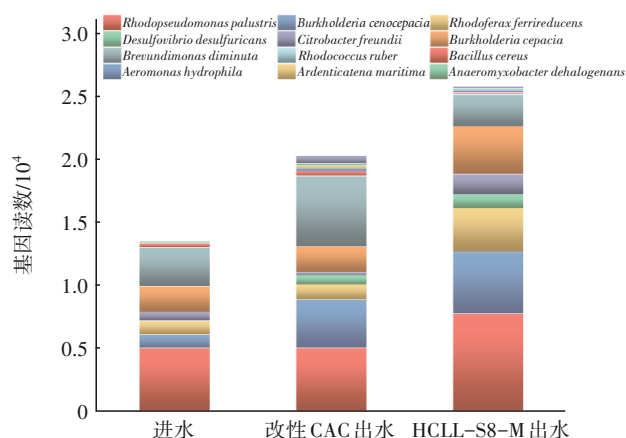 Rhodopseudomonas palustris Burkholderia cenocepacia Rhodoferax ferrireducens
Desulfovibrio desulfuricans Citrobacter freundii Burkholderia cepacia
Brevundimonas diminuta Rhodococcus ruber Bacillus cereus
Aeromonas hydrophila Ardenticatena maritima Anaeromyxobacter dehalogenans
基因读数/10⁴
3.0
2.5
2.0
1.5
1.0
0.5
0
进水 改性CAC出水 HCLL-S8-M出水